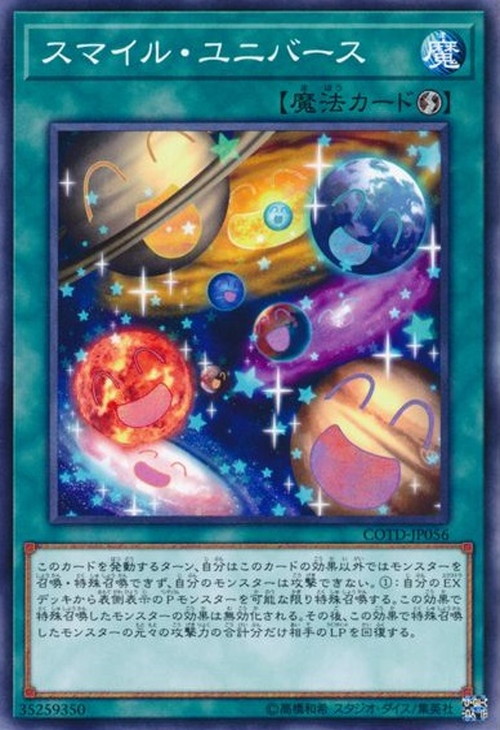 スマイル・ユニバース
魔
【魔法カード】
COTD-JP056
このカードを発動するターン、自分はこのカードの効果以外ではモンスターを
召喚・特殊召喚できず、自分のモンスターは攻撃できない。①：自分のEX
デッキから表側表示のPモンスターを可能な限り特殊召喚する。この効果で
特殊召喚したモンスターの効果は無効化される。その後、この効果で特殊召喚
したモンスターの元々の攻撃力の合計分だけ相手のLPを回復する。
35259350
©高橋和希 スタジオ・ダイス/集英社